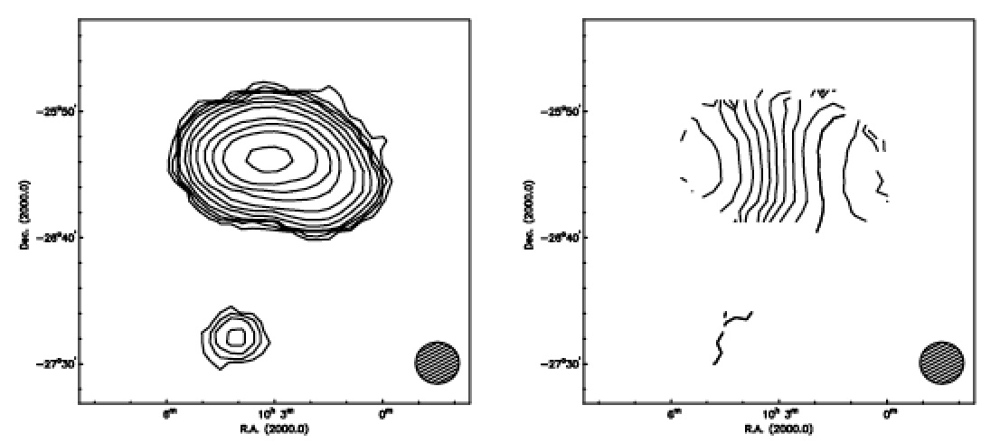 −25°50′
−26°40′
−27°30′
Dec. (2000.0)
6ᵐ
10ʰ 3ᵐ
0ᵐ
R.A. (2000.0)
−25°50′
−26°40′
−27°30′
Dec. (2000.0)
6ᵐ
10ʰ 3ᵐ
0ᵐ
R.A. (2000.0)